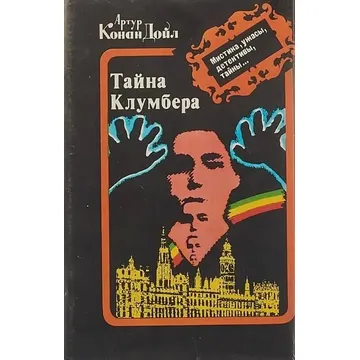 Артур
Конан Дойл
Мистика, ужасы,
детективы,
тайны...
Тайна
Клумбера